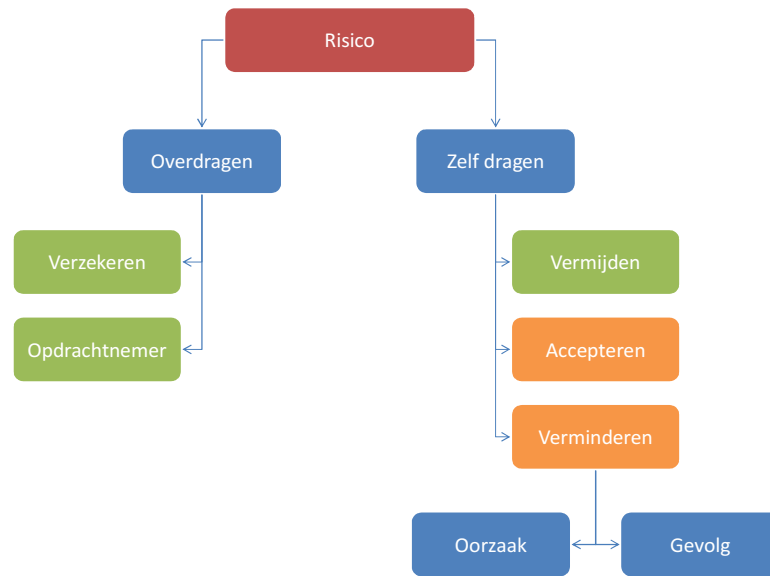 Risico
Overdragen
Zelf dragen
Verzekeren
Vermijden
Opdrachtnemer
Accepteren
Verminderen
Oorzaak
Gevolg